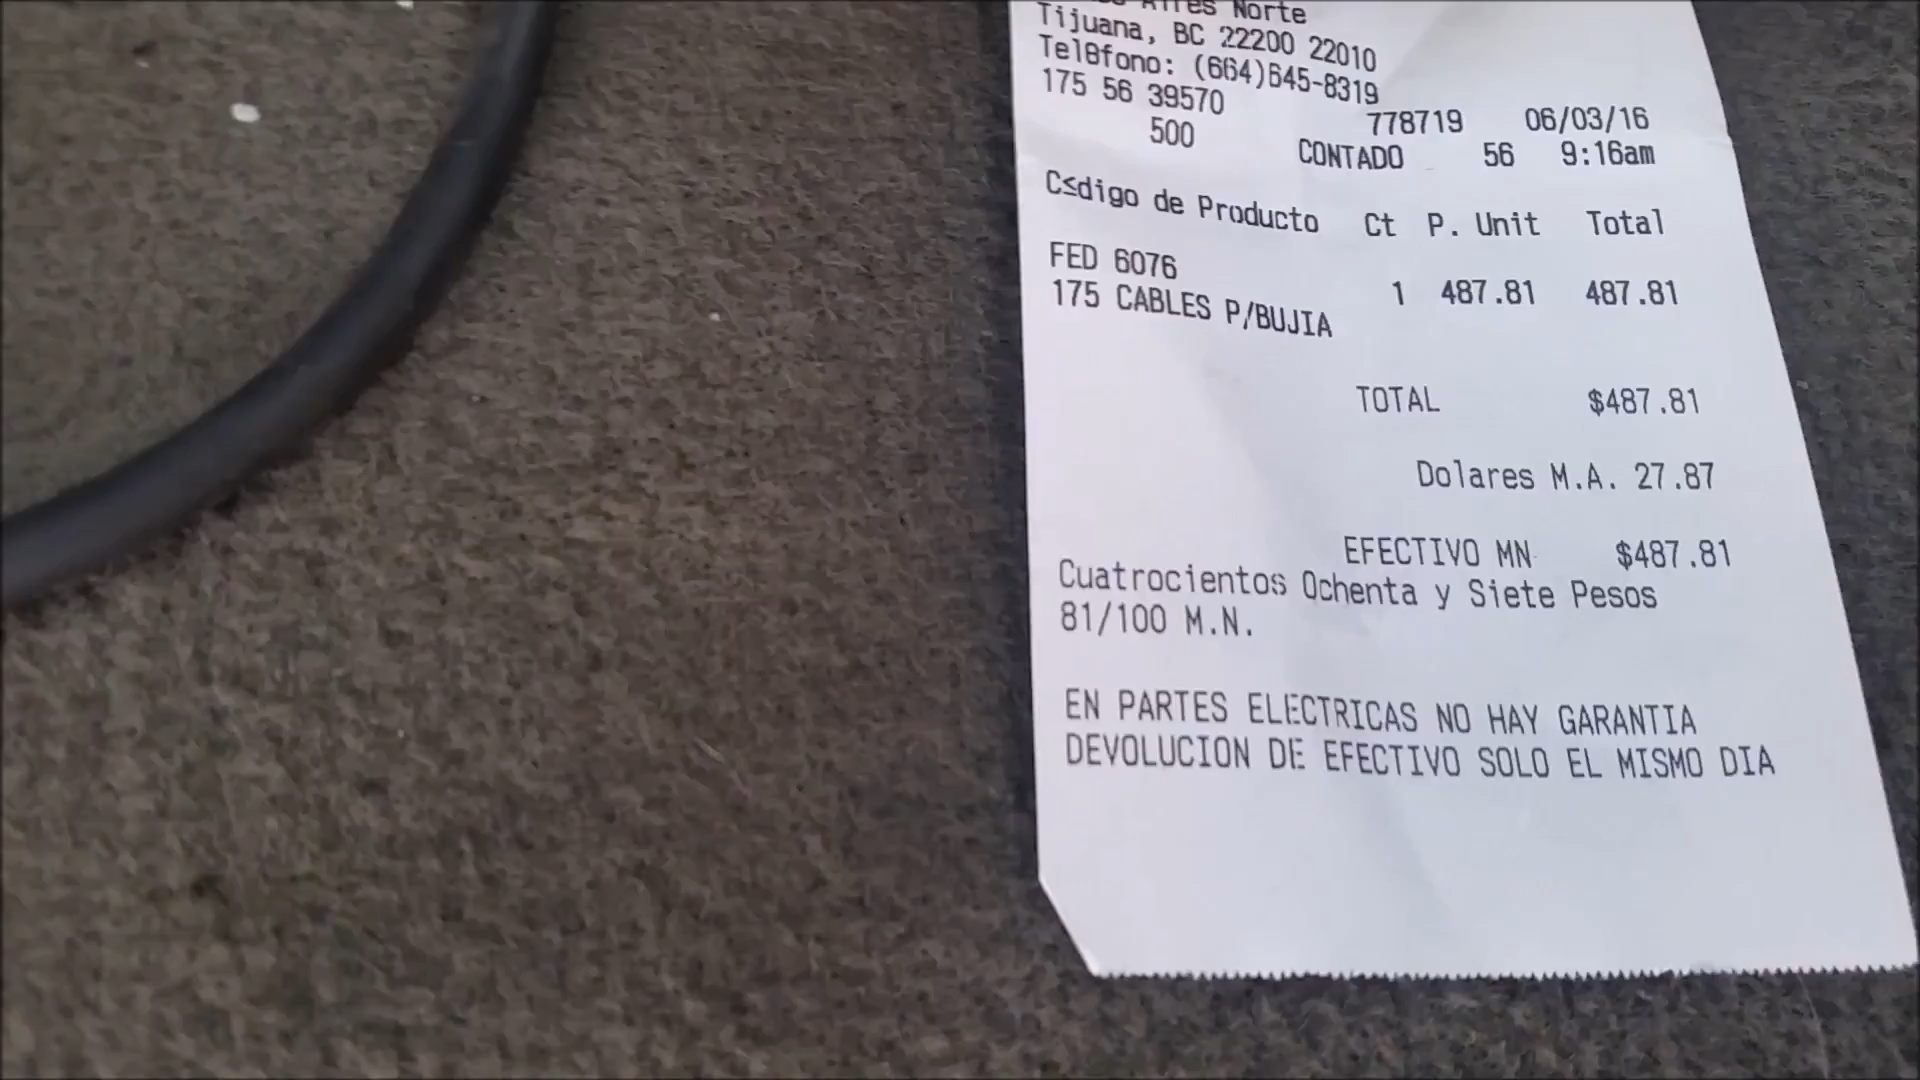 Aires Norte
Tijuana, BC 22200 22010
Tel8fono: (664)645-8319
175 56 39570 778719 06/03/16
500 CONTADO 56 9:16am
C≤digo de Producto Ct P. Unit Total
FED 6076 1 487.81 487.81
175 CABLES P/BUJIA
TOTAL $487.81
Dolares M.A. 27.87
EFECTIVO MN $487.81
Cuatrocientos Ochenta y Siete Pesos
81/100 M.N.
EN PARTES ELECTRICAS NO HAY GARANTIA
DEVOLUCION DE EFECTIVO SOLO EL MISMO DIA